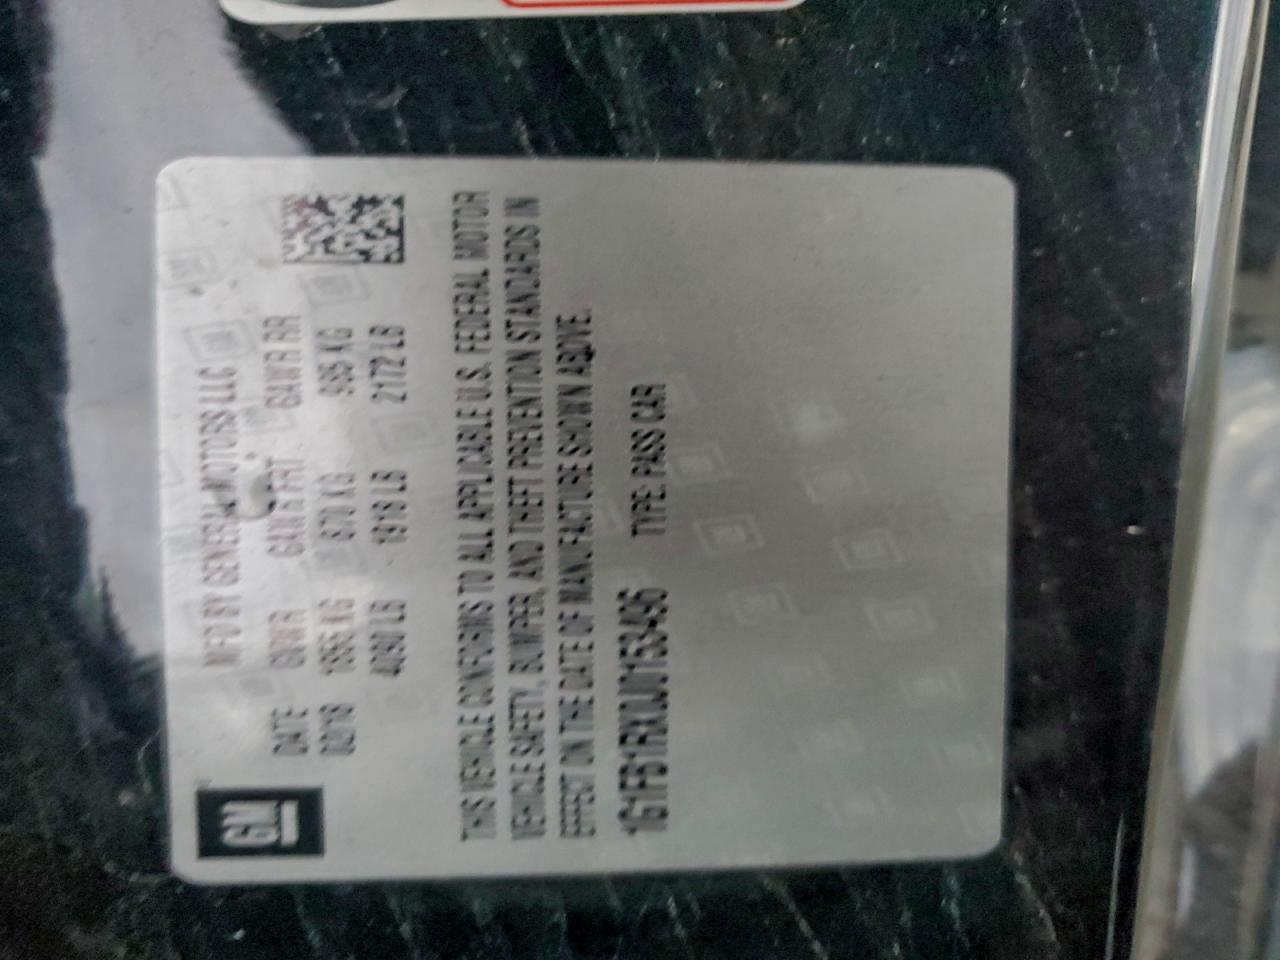 GM
MFD BY GENERAL MOTORS LLC
DATE GVWR GAWR FRT GAWR RR
02/18 1855 KG 870 KG 985 KG
4090 LB 1918 LB 2172 LB
THIS VEHICLE CONFORMS TO ALL APPLICABLE U.S. FEDERAL MOTOR
VEHICLE SAFETY, BUMPER, AND THEFT PREVENTION STANDARDS IN
EFFECT ON THE DATE OF MANUFACTURE SHOWN ABOVE.
1G1FB1RX0J0153496 TYPE: PASS CAR